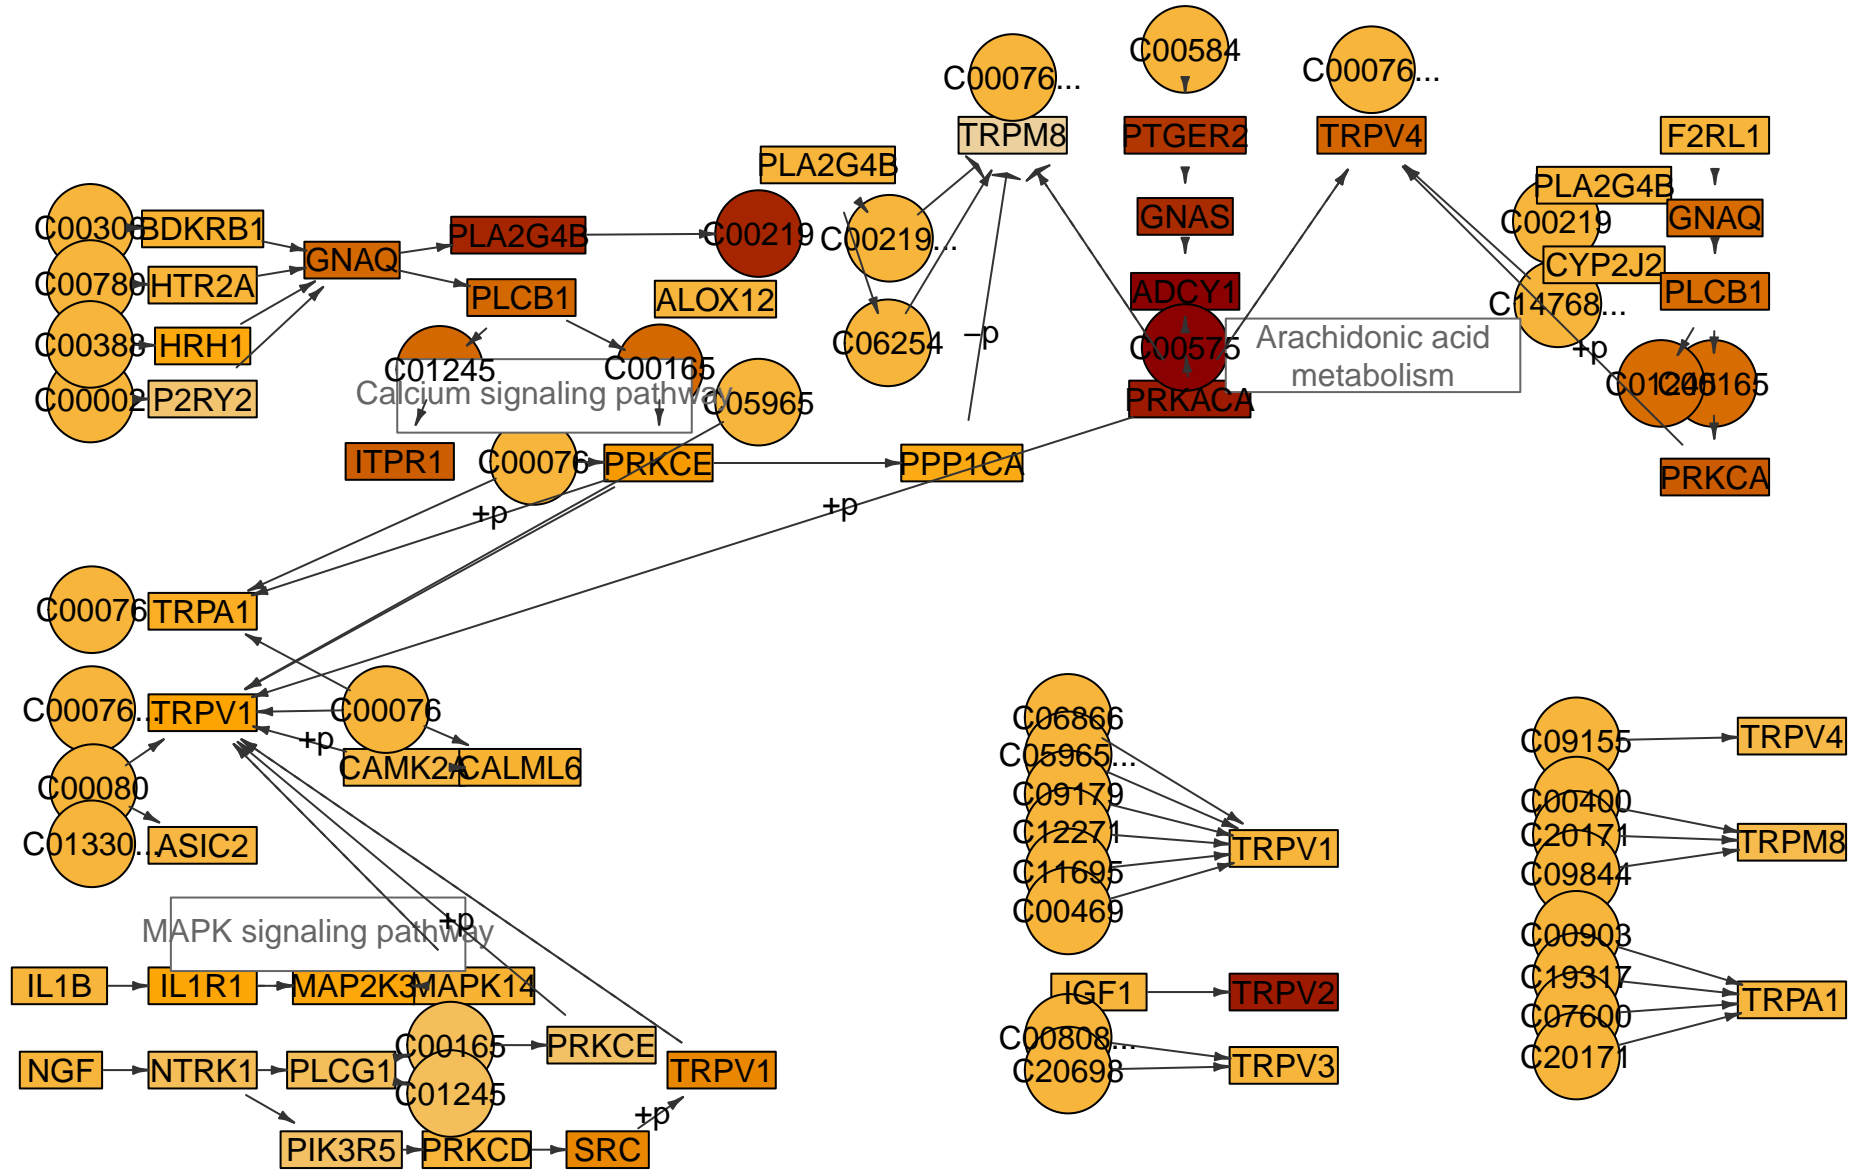 C00584
C00076...
C00076...
TRPM8
PTGER2
TRPV4
F2RL1
PLA2G4B
PLA2G4B
C00219
GNAS
GNAQ
BDKRB1
PLA2G4B
C00219
C00219...
GNAQ
CYP2J2
C00780
HTR2A
PLCB1
ALOX12
ADCY1
C14768...
PLCB1
C00388
HRH1
C06254
–p
C00575
Arachidonic acid
metabolism
+p
C01245
C00165
Calcium signaling pathway
C00002
P2RY2
C05965
PRKACA
C00165
ITPR1
C00076
PRKCE
PPP1CA
PRKCA
+p
+p
C00076
TRPA1
C00076...
TRPV1
C00076
+p
CAMK2A
CALML6
C00080
C01330...
ASIC2
C06866
C05965...
C09179
C12271
C11695
C00469
TRPV1
C09155
TRPV4
C00400
C20171
C09844
TRPM8
MAPK signaling pathway
+p
IL1B
IL1R1
MAP2K3
MAPK14
IGF1
TRPV2
C00903
C19317
C07600
C20171
TRPA1
C00808...
C20698
TRPV3
NGF
NTRK1
PLCG1
C00165
C01245
PRKCE
TRPV1
+p
PIK3R5
PRKCD
SRC